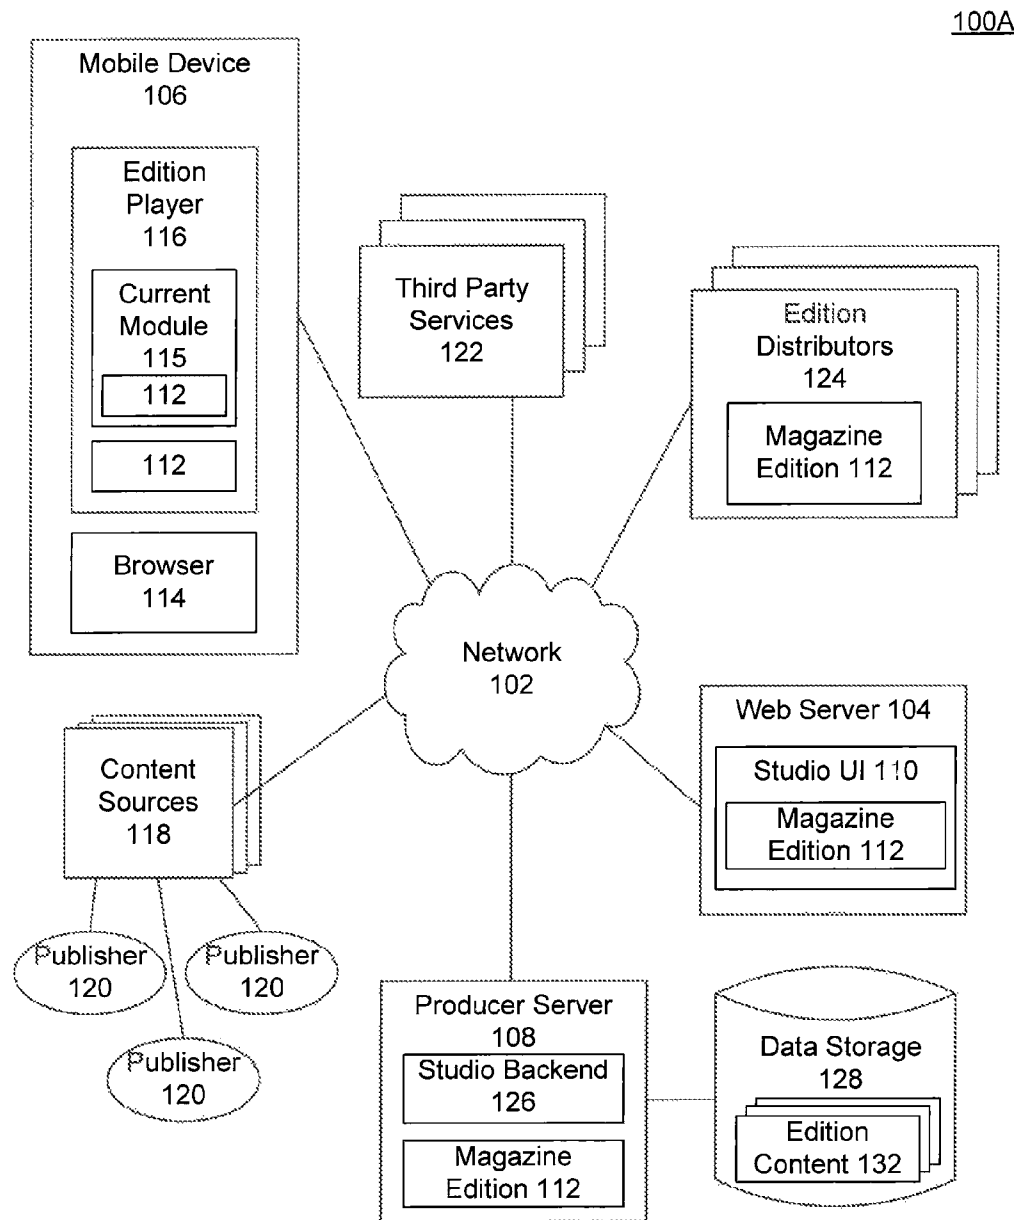 100A
Mobile Device
106
Edition
Player
116
Current
Module
115
112
112
Browser
114
Third Party
Services
122
Edition
Distributors
124
Magazine
Edition 112
Network
102
Content
Sources
118
Publisher
120
Publisher
120
Publisher
120
Web Server 104
Studio UI 110
Magazine
Edition 112
Producer Server
108
Studio Backend
126
Magazine
Edition 112
Data Storage
128
Edition
Content 132